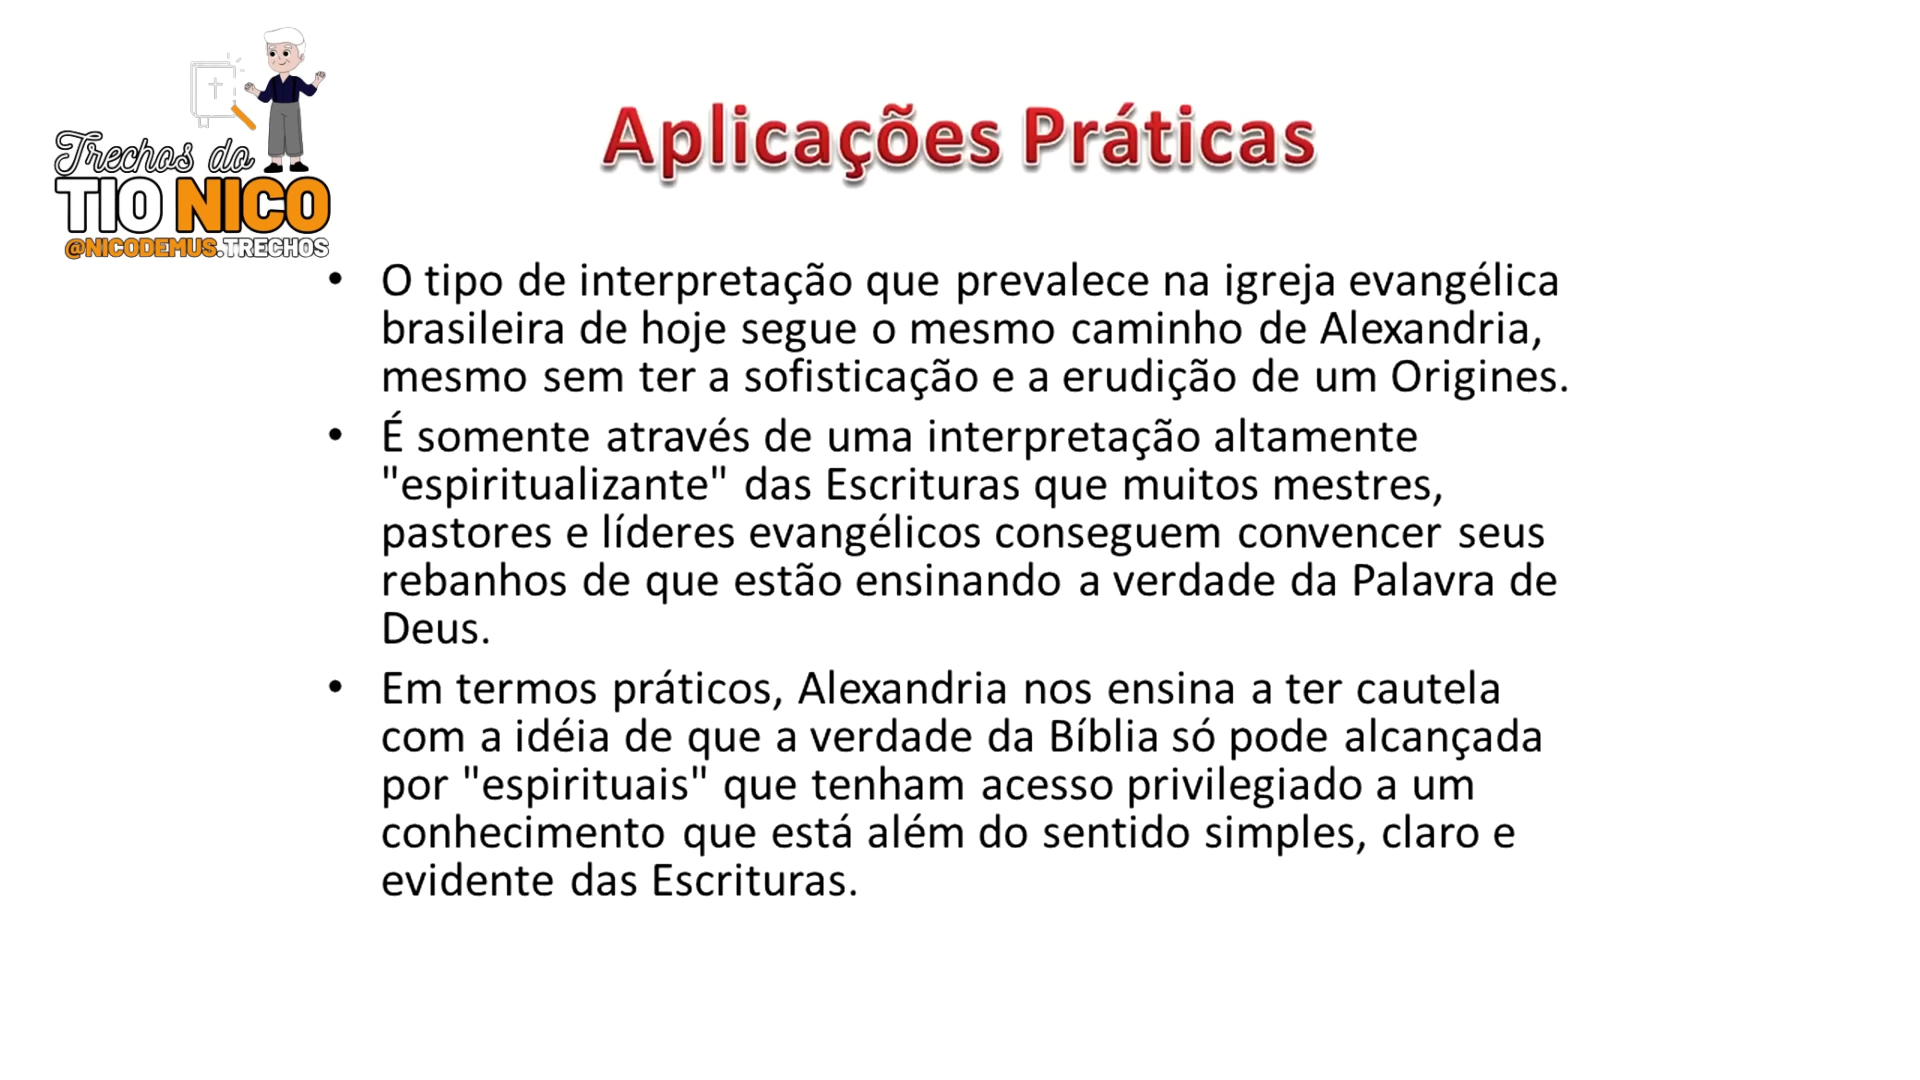 Trechos do
TIO NICO
@NICODEMUS.TRECHOS
Aplicações Práticas
• O tipo de interpretação que prevalece na igreja evangélica
brasileira de hoje segue o mesmo caminho de Alexandria,
mesmo sem ter a sofisticação e a erudição de um Origines.
• É somente através de uma interpretação altamente
"espiritualizante" das Escrituras que muitos mestres,
pastores e líderes evangélicos conseguem convencer seus
rebanhos de que estão ensinando a verdade da Palavra de
Deus.
• Em termos práticos, Alexandria nos ensina a ter cautela
com a idéia de que a verdade da Bíblia só pode alcançada
por "espirituais" que tenham acesso privilegiado a um
conhecimento que está além do sentido simples, claro e
evidente das Escrituras.